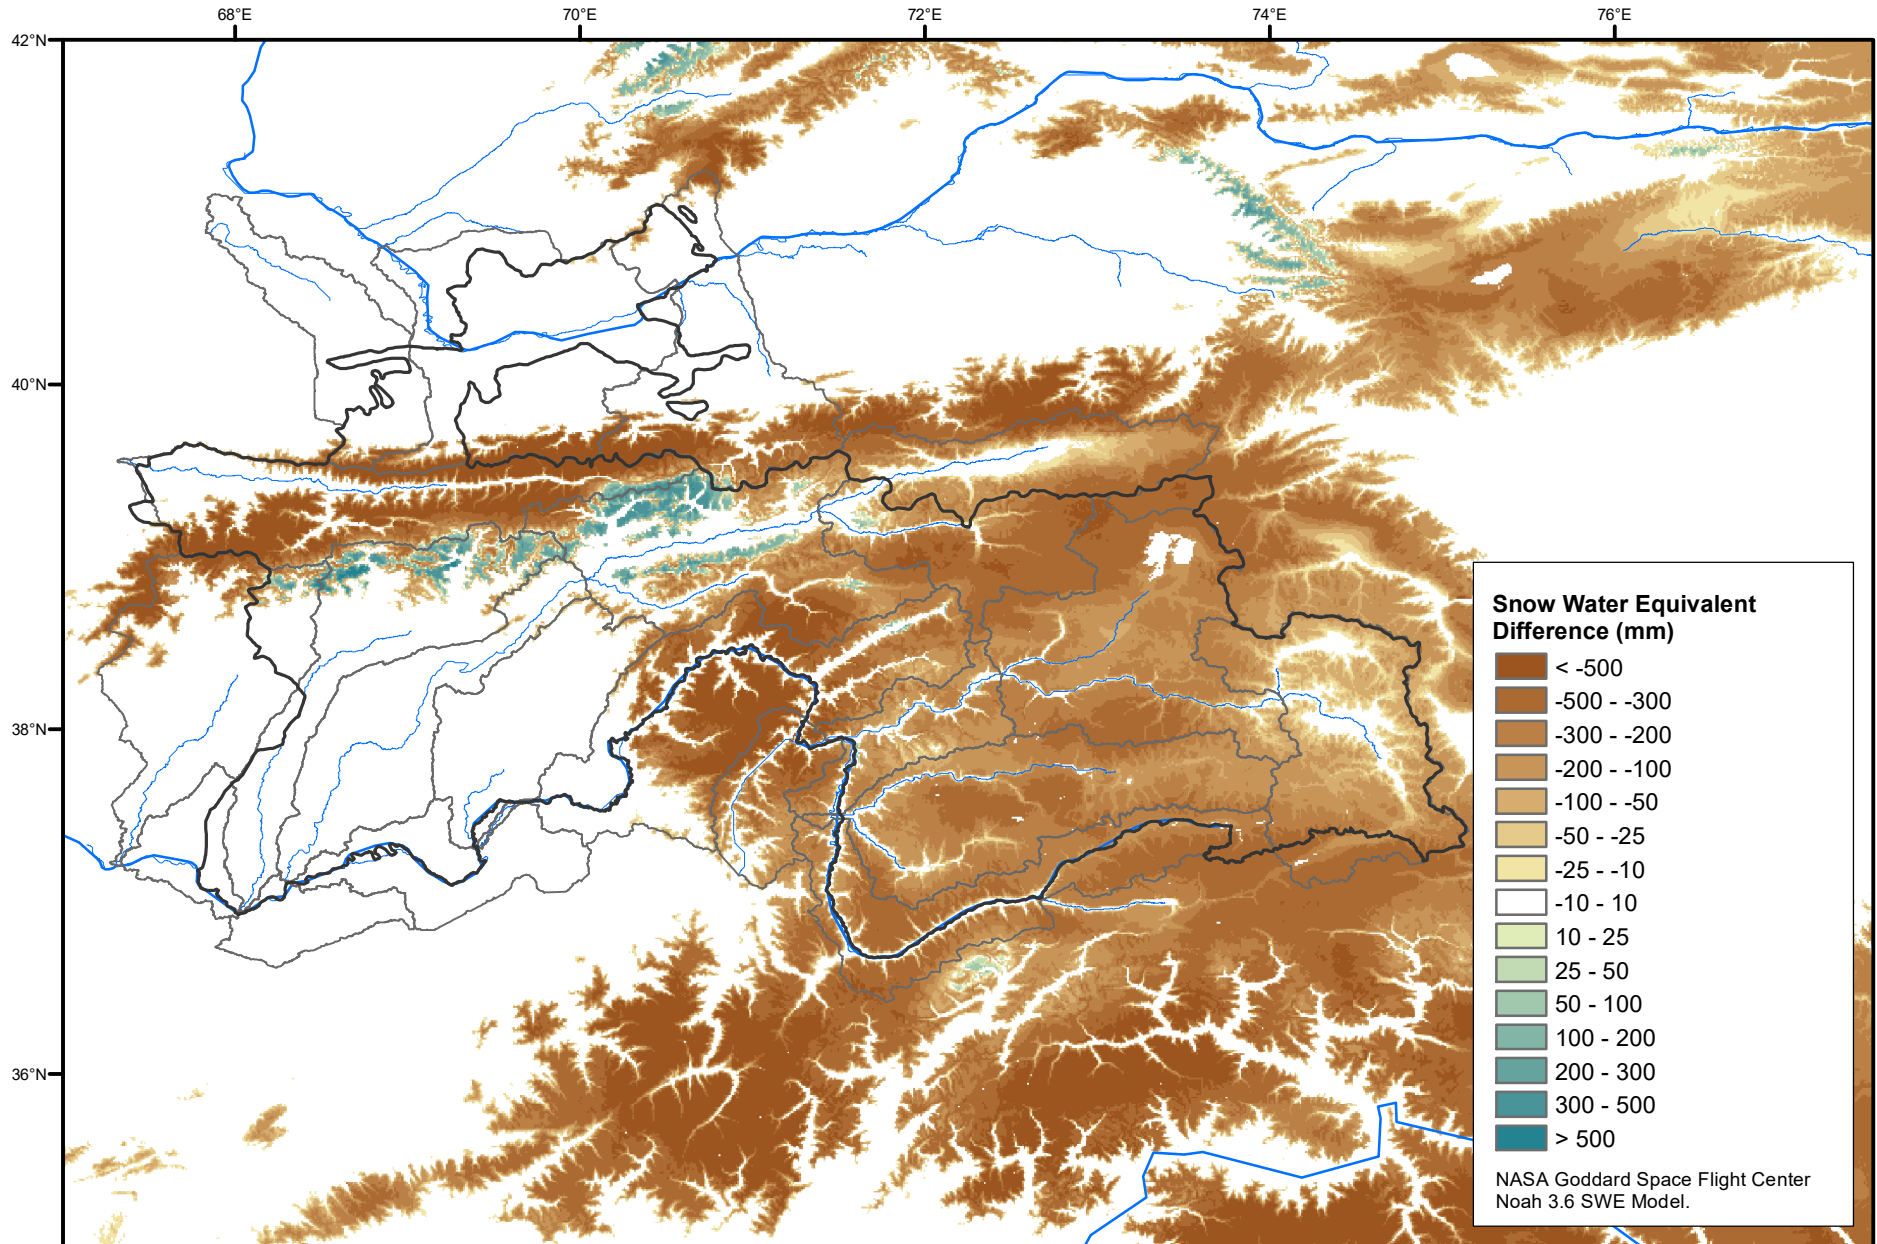 68°E
70°E
72°E
74°E
76°E
42°N
40°N
38°N
36°N
Snow Water Equivalent
Difference (mm)
< -500
-500 - -300
-300 - -200
-200 - -100
-100 - -50
-50 - -25
-25 - -10
-10 - 10
10 - 25
25 - 50
50 - 100
100 - 200
200 - 300
300 - 500
> 500
NASA Goddard Space Flight Center
Noah 3.6 SWE Model.